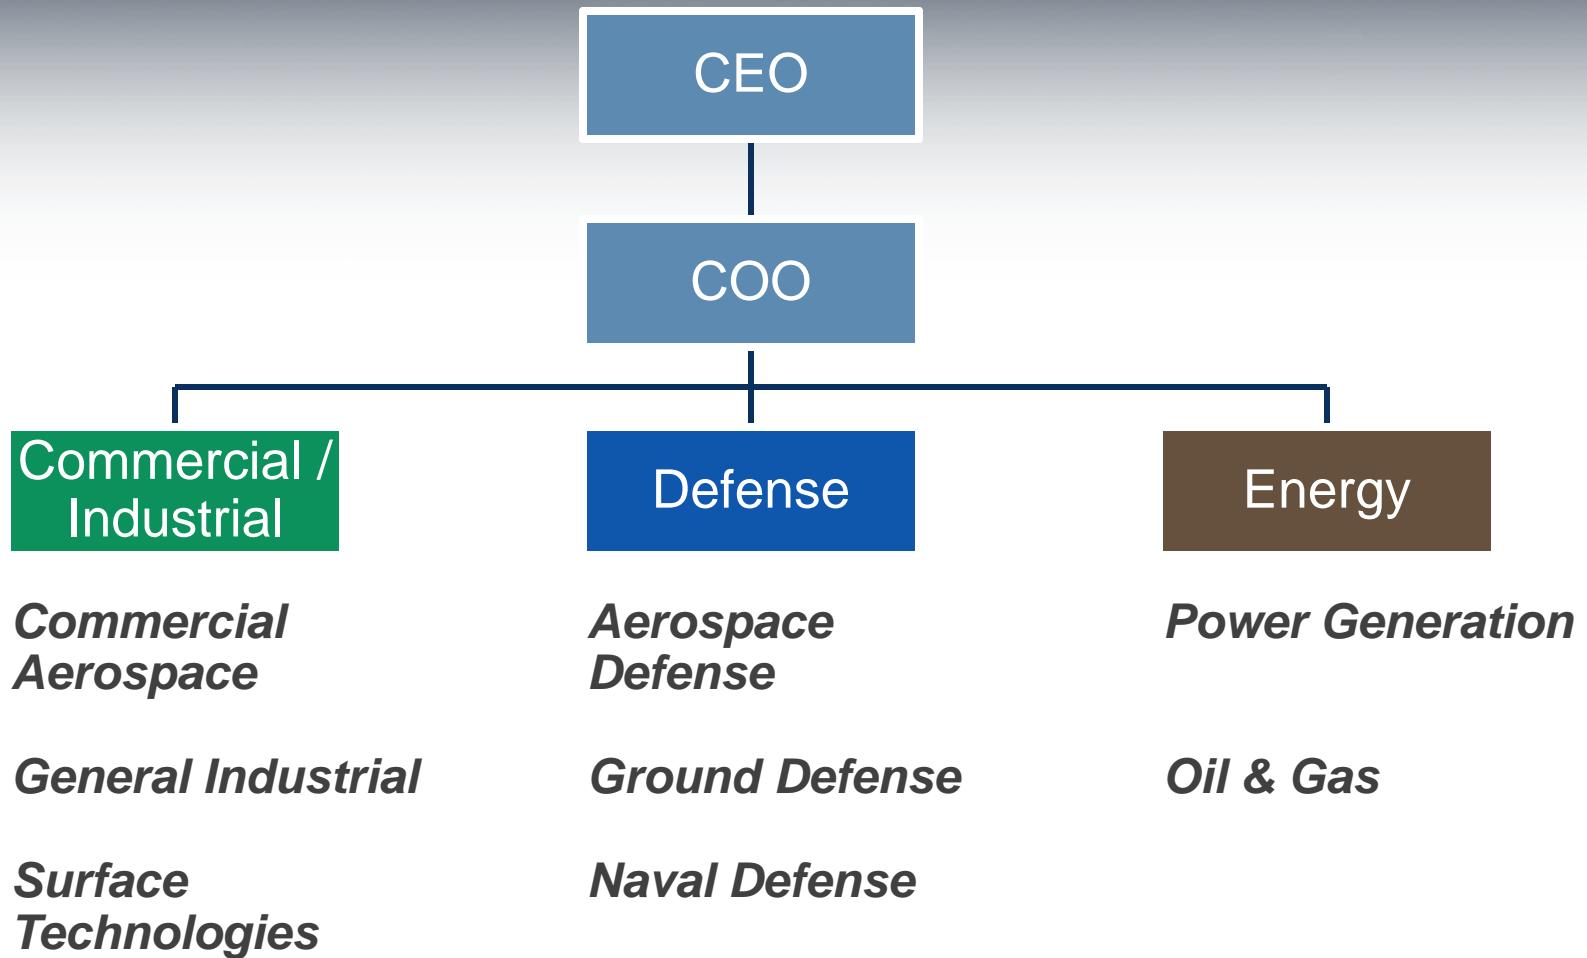 CEO
COO
Commercial /
Industrial
Defense
Energy
Commercial
Aerospace
General Industrial
Surface
Technologies
Aerospace
Defense
Ground Defense
Naval Defense
Power Generation
Oil & Gas